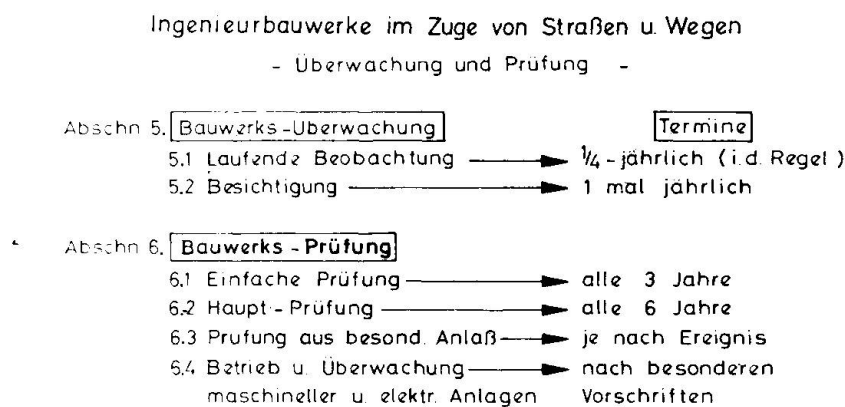 Ingenieurbauwerke im Zuge von Straßen u. Wegen
- Überwachung und Prüfung -
Abschn 5. Bauwerks-Uberwachung Termine
5.1 Laufende Beobachtung ¼-jährlich (i.d. Regel)
5.2 Besichtigung 1 mal jährlich
Abschn 6. Bauwerks-Prüfung
6.1 Einfache Prüfung alle 3 Jahre
6.2 Haupt-Prüfung alle 6 Jahre
6.3 Prufung aus besond. Anlaß je nach Ereignis
6.4 Betrieb u. Überwachung nach besonderen
maschineller u. elektr. Anlagen Vorschriften